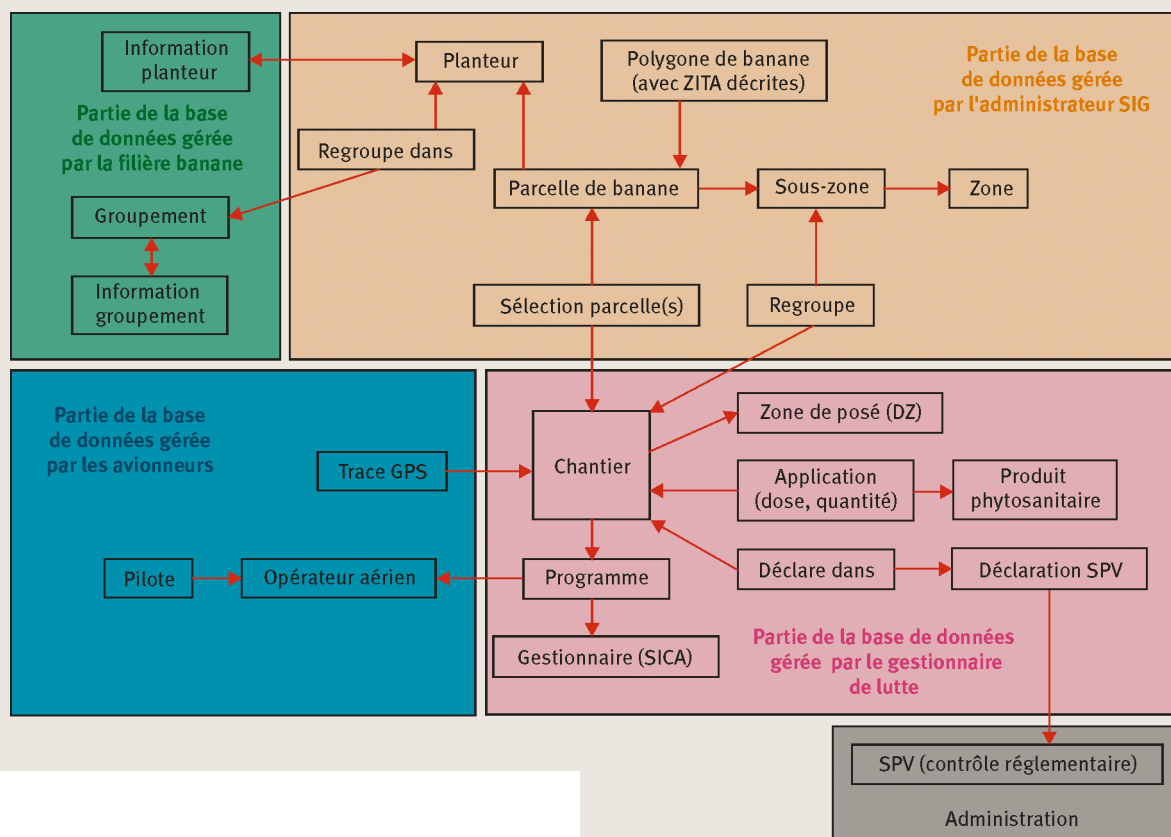 Information
planteur
Partie de la base
de données gérée
par la filière banane
Groupement
Information
groupement
Planteur
Polygone de banane
(avec ZITA décrites)
Partie de la base
de données gérée
par l'administrateur SIG
Regroupe dans
Parcelle de banane
Sous-zone
Zone
Sélection parcelle(s)
Regroupe
Partie de la base
de données gérée
par les avionneurs
Trace GPS
Pilote
Opérateur aérien
Chantier
Zone de posé (DZ)
Application
(dose, quantité)
Produit
phytosanitaire
Programme
Déclare dans
Déclaration SPV
Gestionnaire (SICA)
Partie de la base de données
gérée par le gestionnaire
de lutte
SPV (contrôle réglementaire)
Administration